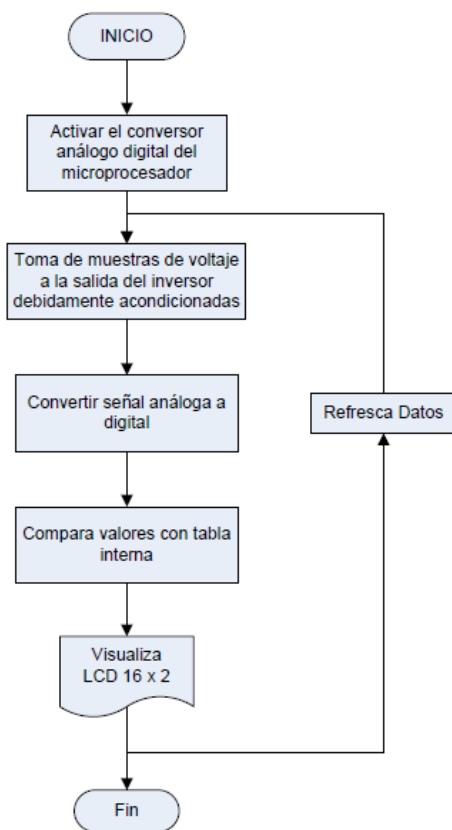 INICIO
Activar el conversor
análogo digital del
microprocesador
Toma de muestras de voltaje
a la salida del inversor
debidamente acondicionadas
Convertir señal análoga a
digital
Refresca Datos
Compara valores con tabla
interna
Visualiza
LCD 16 x 2
Fin